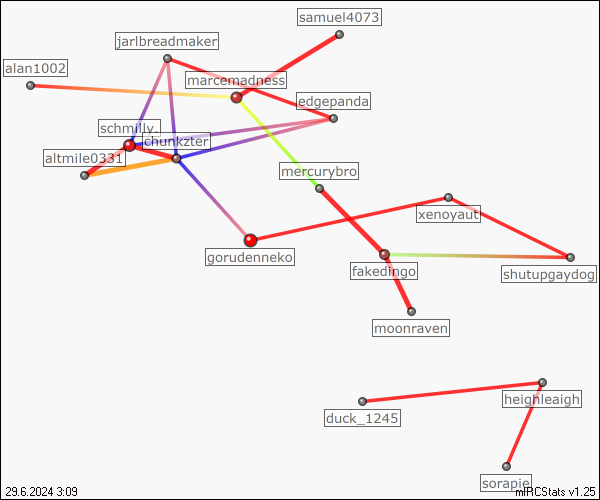 samuel4073
jarlbreadmaker
alan1002
marcemadness
edgepanda
schmilly.
chunkzter
altmile0331
mercurybro
xenoyaut
gorudenneko
fakedingo
shutupgaydog
moonraven
heighleaigh
duck_1245
sorapie
29.6.2024 3:09
mIRCStats v1.25